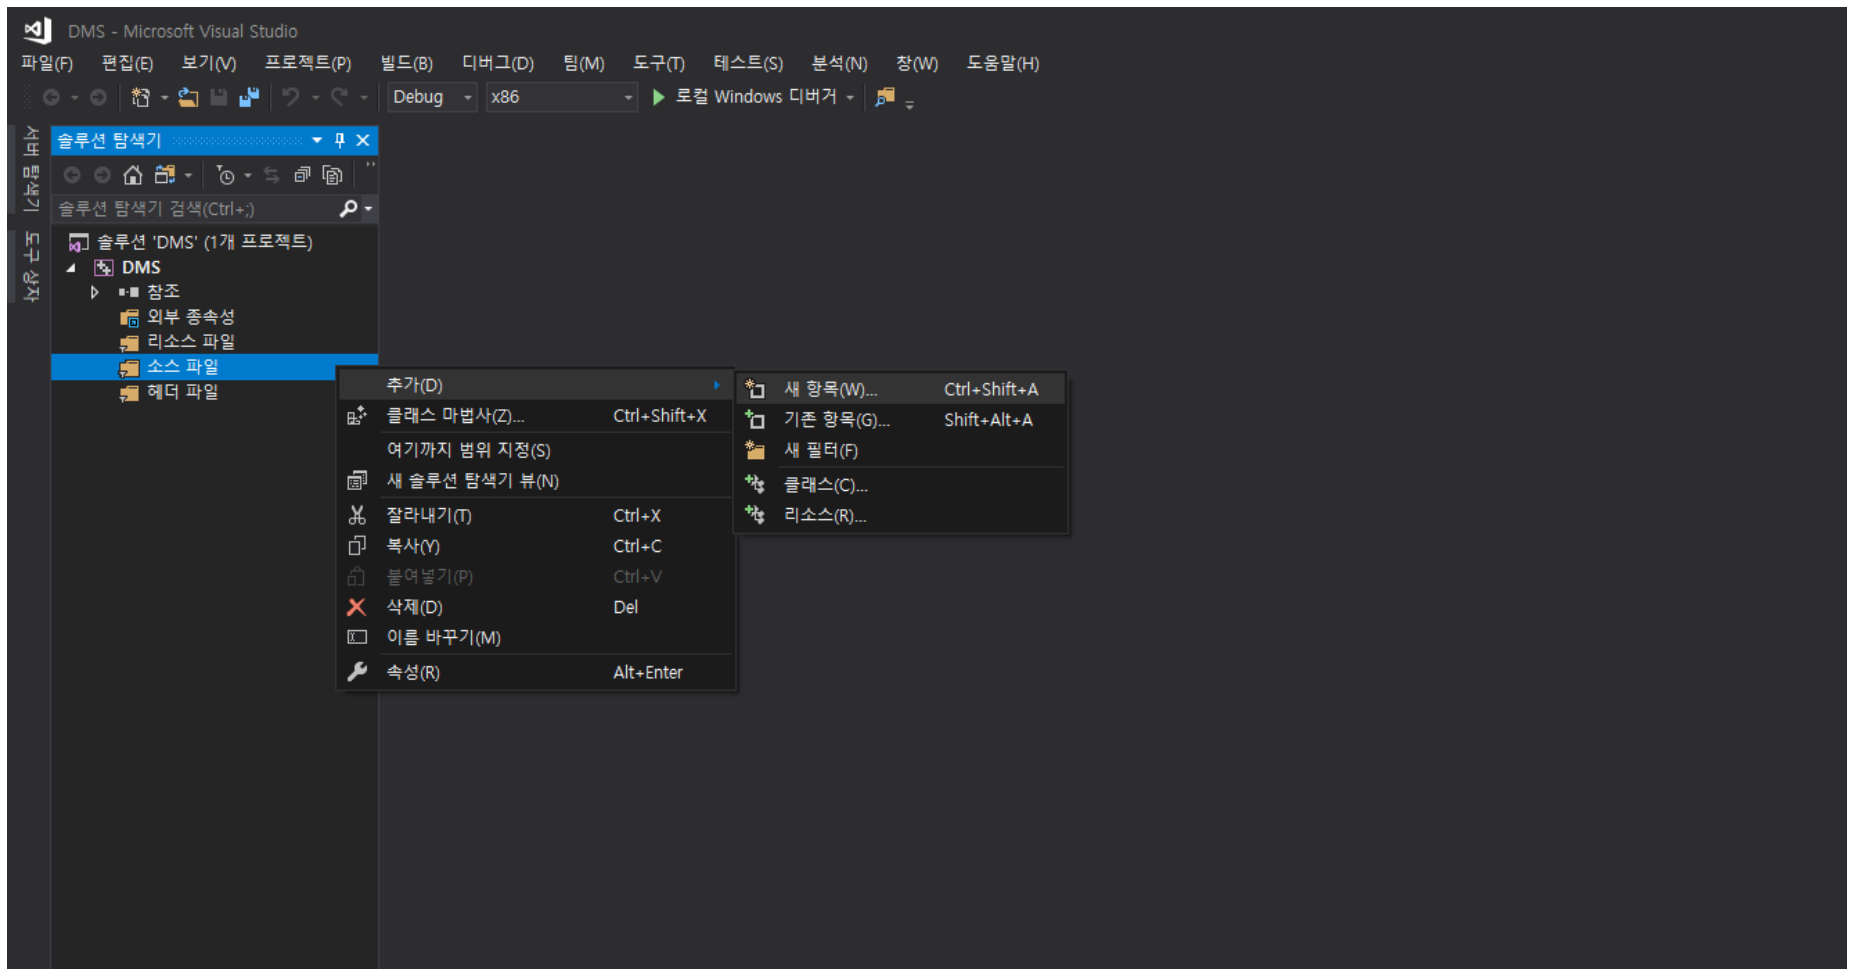 DMS - Microsoft Visual Studio
파일(F) 편집(E) 보기(V) 프로젝트(P) 빌드(B) 디버그(D) 팀(M) 도구(T) 테스트(S) 분석(N) 창(W) 도움말(H)
Debug x86 로컬 Windows 디버거
서버 탐색기
도구 상자
솔루션 탐색기
솔루션 탐색기 검색(Ctrl+;)
솔루션 'DMS' (1개 프로젝트)
DMS
참조
외부 종속성
리소스 파일
소스 파일
헤더 파일
추가(D)
클래스 마법사(Z)... Ctrl+Shift+X
여기까지 범위 지정(S)
새 솔루션 탐색기 뷰(N)
잘라내기(T) Ctrl+X
복사(Y) Ctrl+C
붙여넣기(P) Ctrl+V
삭제(D) Del
이름 바꾸기(M)
속성(R) Alt+Enter
새 항목(W)... Ctrl+Shift+A
기존 항목(G)... Shift+Alt+A
새 필터(F)
클래스(C)...
리소스(R)...